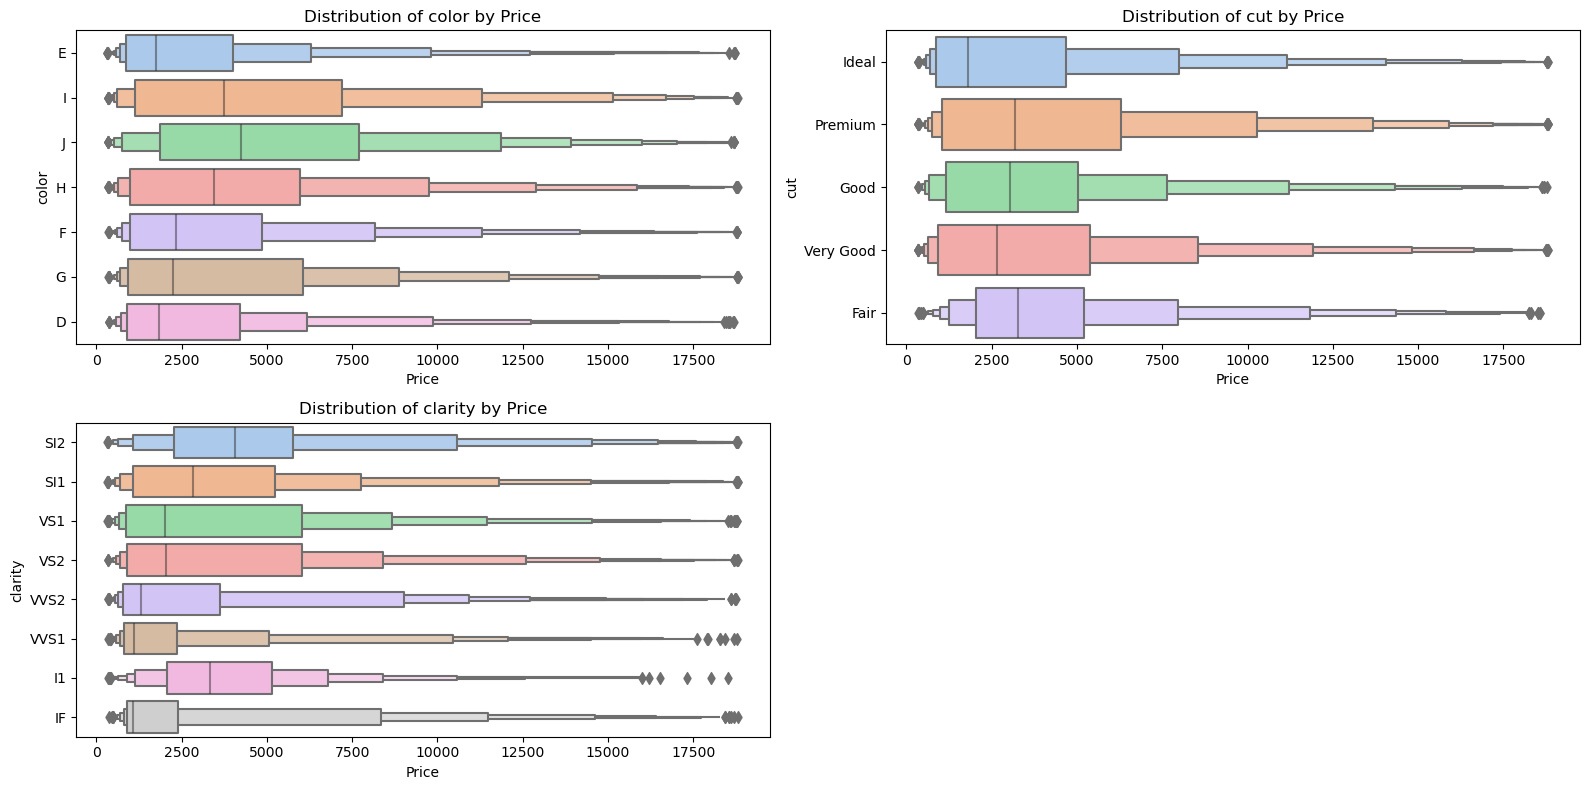 Distribution of color by Price
color
E
I
J
H
F
G
D
0 2500 5000 7500 10000 12500 15000 17500
Price
Distribution of cut by Price
cut
Ideal
Premium
Good
Very Good
Fair
0 2500 5000 7500 10000 12500 15000 17500
Price
Distribution of clarity by Price
clarity
SI2
SI1
VS1
VS2
VVS2
VVS1
I1
IF
0 2500 5000 7500 10000 12500 15000 17500
Price